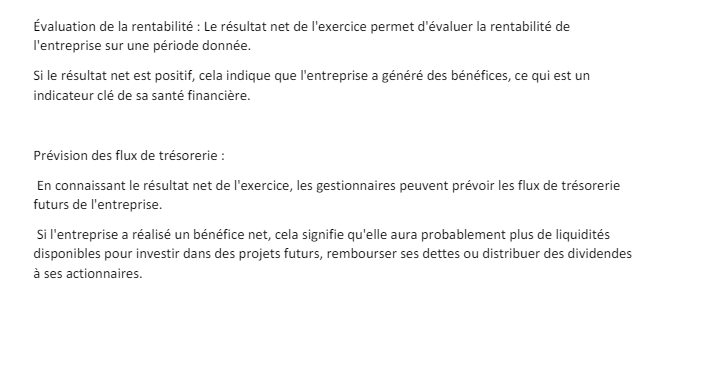 Évaluation de la rentabilité : Le résultat net de l'exercice permet d'évaluer la rentabilité de
l'entreprise sur une période donnée.
Si le résultat net est positif, cela indique que l'entreprise a généré des bénéfices, ce qui est un
indicateur clé de sa santé financière.
Prévision des flux de trésorerie :
En connaissant le résultat net de l'exercice, les gestionnaires peuvent prévoir les flux de trésorerie
futurs de l'entreprise.
Si l'entreprise a réalisé un bénéfice net, cela signifie qu'elle aura probablement plus de liquidités
disponibles pour investir dans des projets futurs, rembourser ses dettes ou distribuer des dividendes
à ses actionnaires.